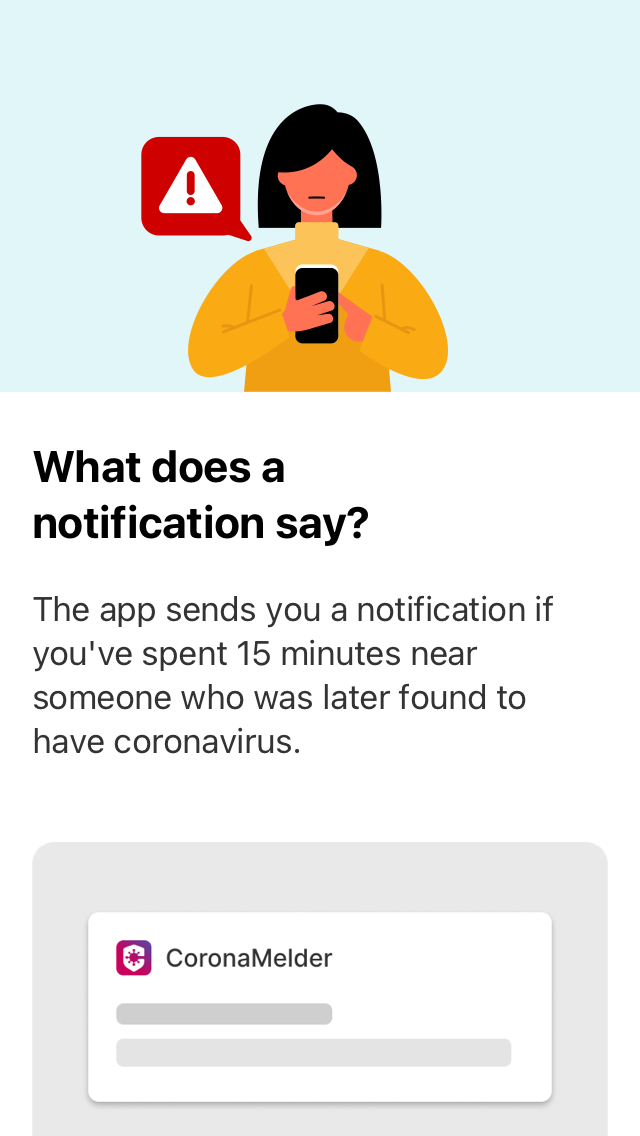 What does a
notification say?
The app sends you a notification if
you've spent 15 minutes near
someone who was later found to
have coronavirus.
CoronaMelder